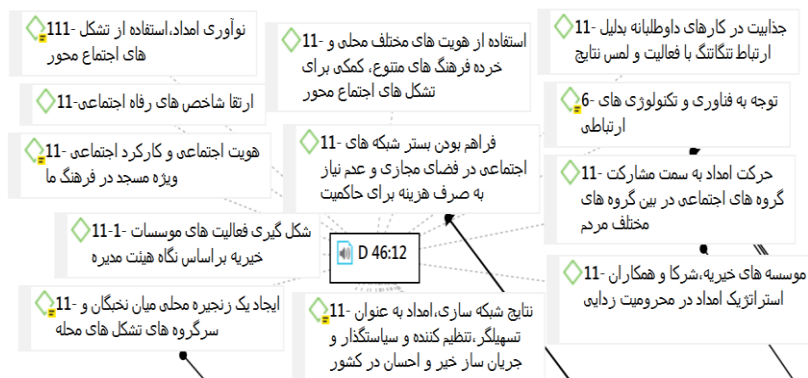 111- نوآوری امداد،استفاده از تشکل
های اجتماع محور
11- استفاده از هویت های مختلف محلی و
خرده فرهنگ های متنوع، کمکی برای
تشکل های اجتماع محور
11- جذابیت در کارهای داوطلبانه بدلیل
ارتباط تنگاتنگ با فعالیت و لمس نتایج
11-ارتقا شاخص های رفاه اجتماعی
6- توجه به فناوری و تکنولوژی های
ارتباطی
11- هویت اجتماعی و کارکرد اجتماعی
ویژه مسجد در فرهنگ ما
11- فراهم بودن بستر شبکه های
اجتماعی در فضای مجازی و عدم نیاز
به صرف هزینه برای حاکمیت
11- حرکت امداد به سمت مشارکت
گروه های اجتماعی در بین گروه های
مختلف مردم
11-1- شکل گیری فعالیت های موسسات
خیریه براساس نگاه هیئت مدیره
D 46:12
11- موسسه های خیریه،شرکا و همکاران
استراتژیک امداد در محرومیت زدایی
11- ایجاد یک زنجیره محلی میان نخبگان و
سرگروه های تشکل های محله
11- نتایج شبکه سازی،امداد به عنوان
تسهیلگر،تنظیم کننده و سیاستگذار و
جریان ساز خیر و احسان در کشور